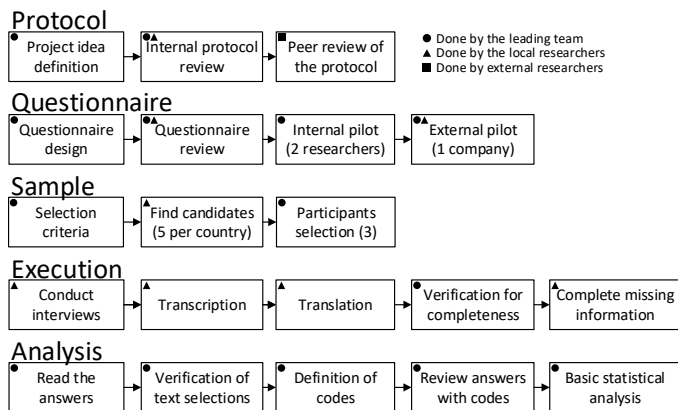 Protocol
Project idea
definition
Internal protocol
review
Peer review of
the protocol
Done by the leading team
Done by the local researchers
Done by external researchers
Questionnaire
Questionnaire
design
Questionnaire
review
Internal pilot
(2 researchers)
External pilot
(1 company)
Sample
Selection
criteria
Find candidates
(5 per country)
Participants
selection (3)
Execution
Conduct
interviews
Transcription
Translation
Verification for
completeness
Complete missing
information
Analysis
Read the
answers
Verification of
text selections
Definition of
codes
Review answers
with codes
Basic statistical
analysis